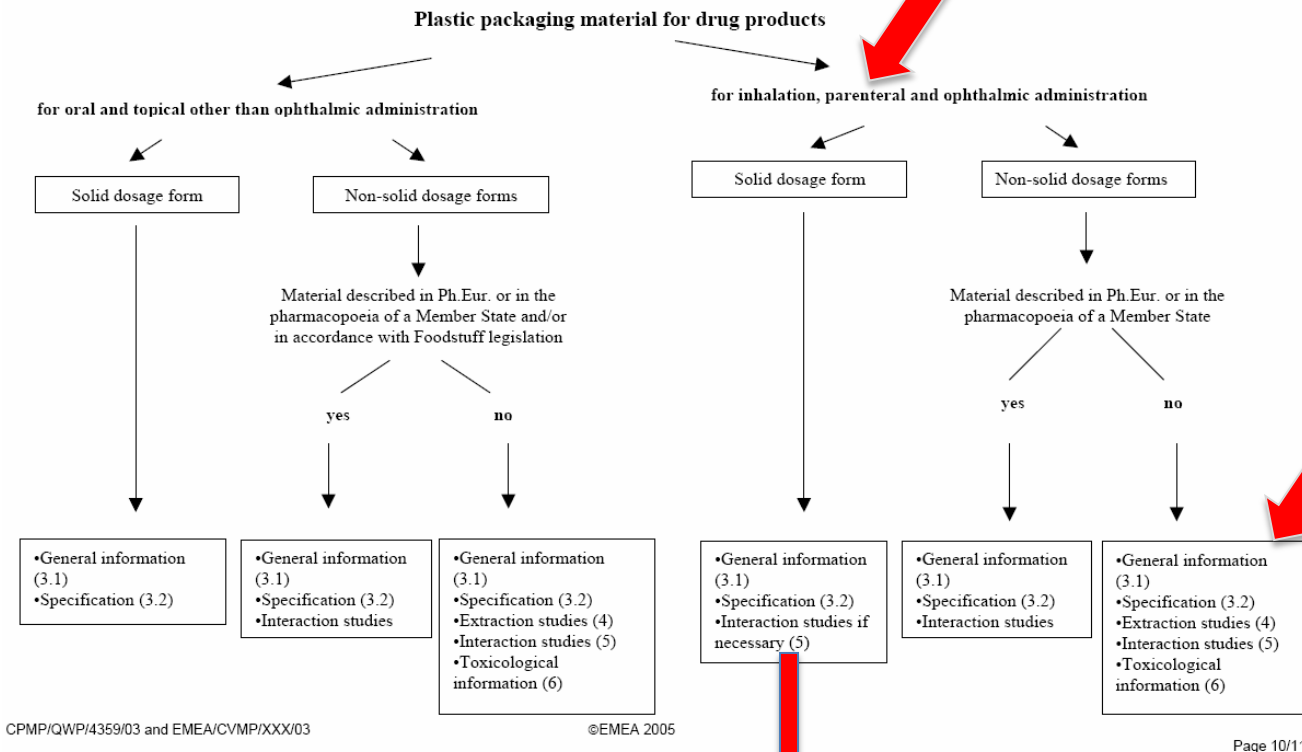 Plastic packaging material for drug products
for oral and topical other than ophthalmic administration
for inhalation, parenteral and ophthalmic administration
Solid dosage form
Non-solid dosage forms
Solid dosage form
Non-solid dosage forms
Material described in Ph.Eur. or in the
pharmacopoeia of a Member State and/or
in accordance with Foodstuff legislation
Material described in Ph.Eur. or in the
pharmacopoeia of a Member State
yes
no
yes
no
•General information
(3.1)
•Specification (3.2)
•General information
(3.1)
•Specification (3.2)
•Interaction studies
•General information
(3.1)
•Specification (3.2)
•Extraction studies (4)
•Interaction studies (5)
•Toxicological
information (6)
•General information
(3.1)
•Specification (3.2)
•Interaction studies if
necessary (5)
•General information
(3.1)
•Specification (3.2)
•Interaction studies
•General information
(3.1)
•Specification (3.2)
•Extraction studies (4)
•Interaction studies (5)
•Toxicological
information (6)
CPMP/QWP/4359/03 and EMEA/CVMP/XXX/03
©EMEA 2005
Page 10/11